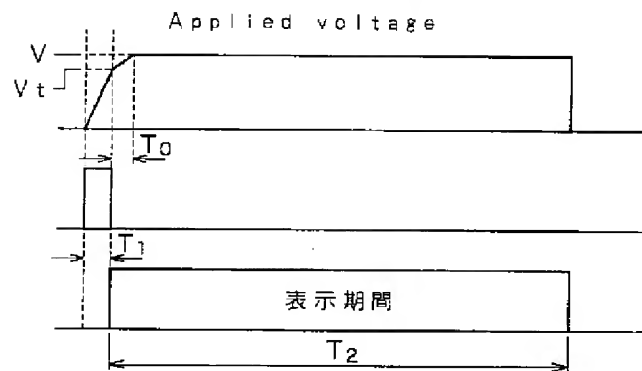 Applied voltage
V
Vt
T0
T1
表示期間
T2